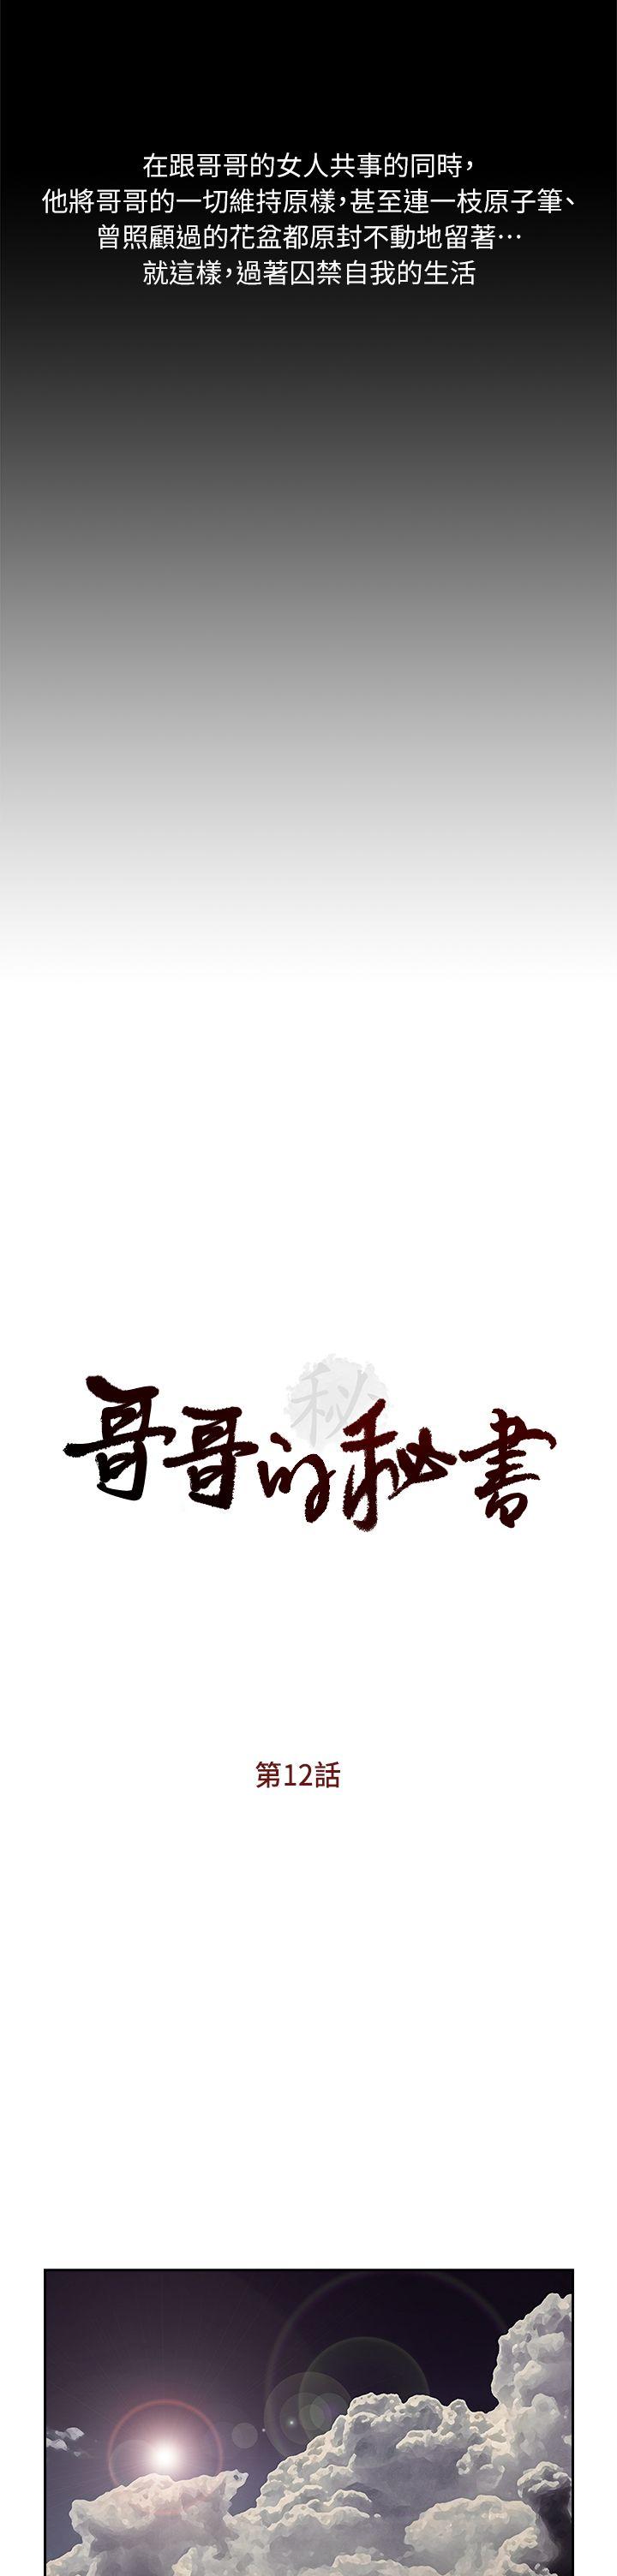 在跟哥哥的女人共事的同時，
他將哥哥的一切維持原樣，甚至連一枝原子筆、
曾照顧過的花盆都原封不動地留著⋯
就這樣，過著囚禁自我的生活
秘
哥哥的秘書
第12話